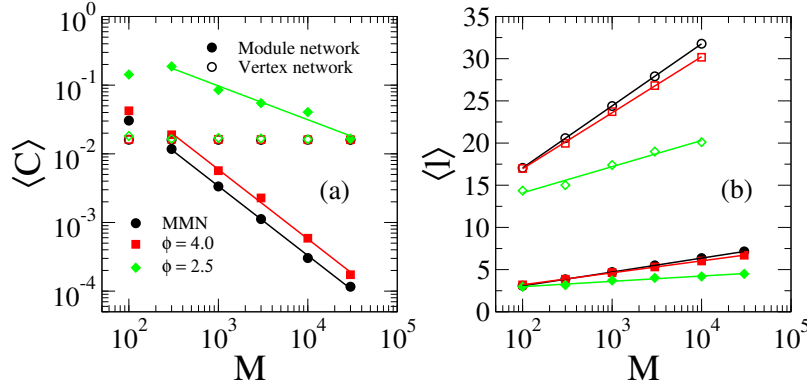 10^0
10^-1
10^-2
10^-3
10^-4
⟨C⟩
Module network
Vertex network
(a)
MMN
ϕ = 4.0
ϕ = 2.5
10^2 10^3 10^4 10^5
M
35
30
25
20
15
10
5
0
⟨l⟩
(b)
10^2 10^3 10^4 10^5
M